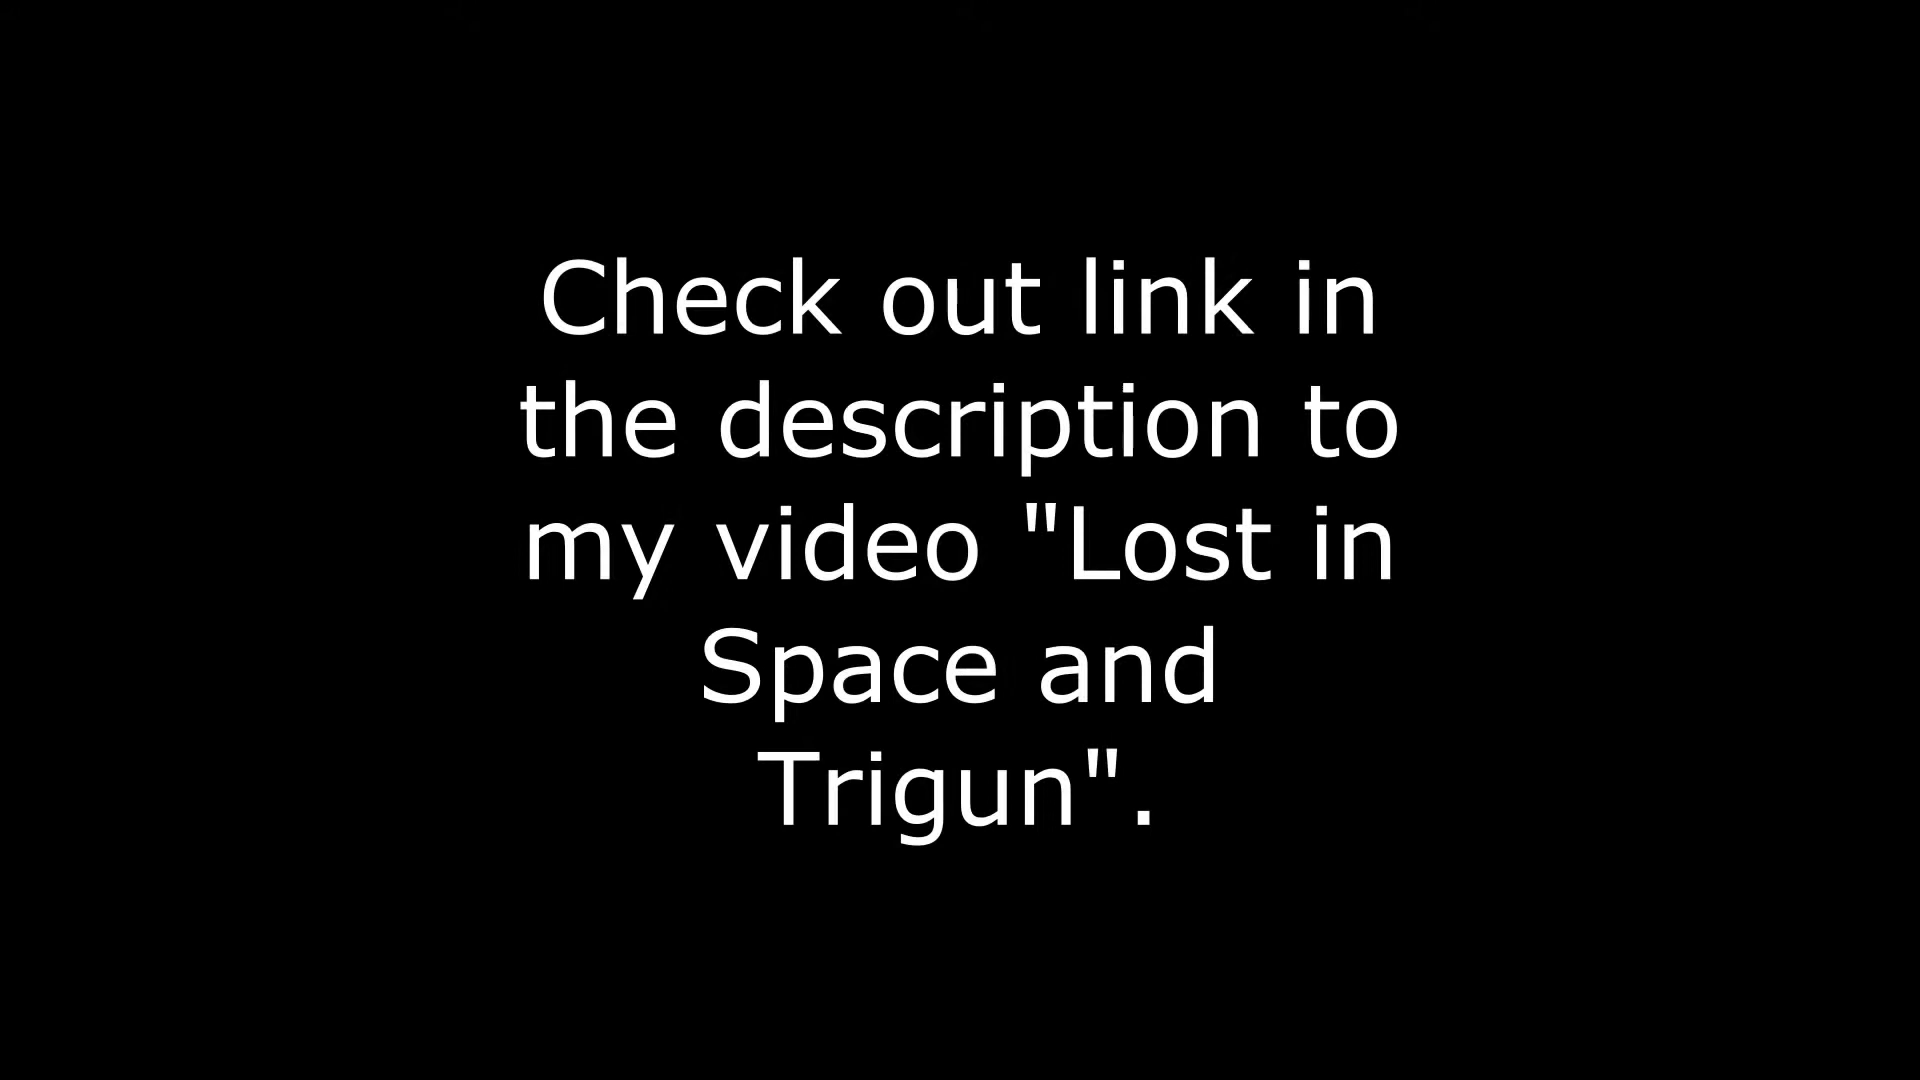 Check out link in
the description to
my video "Lost in
Space and
Trigun".